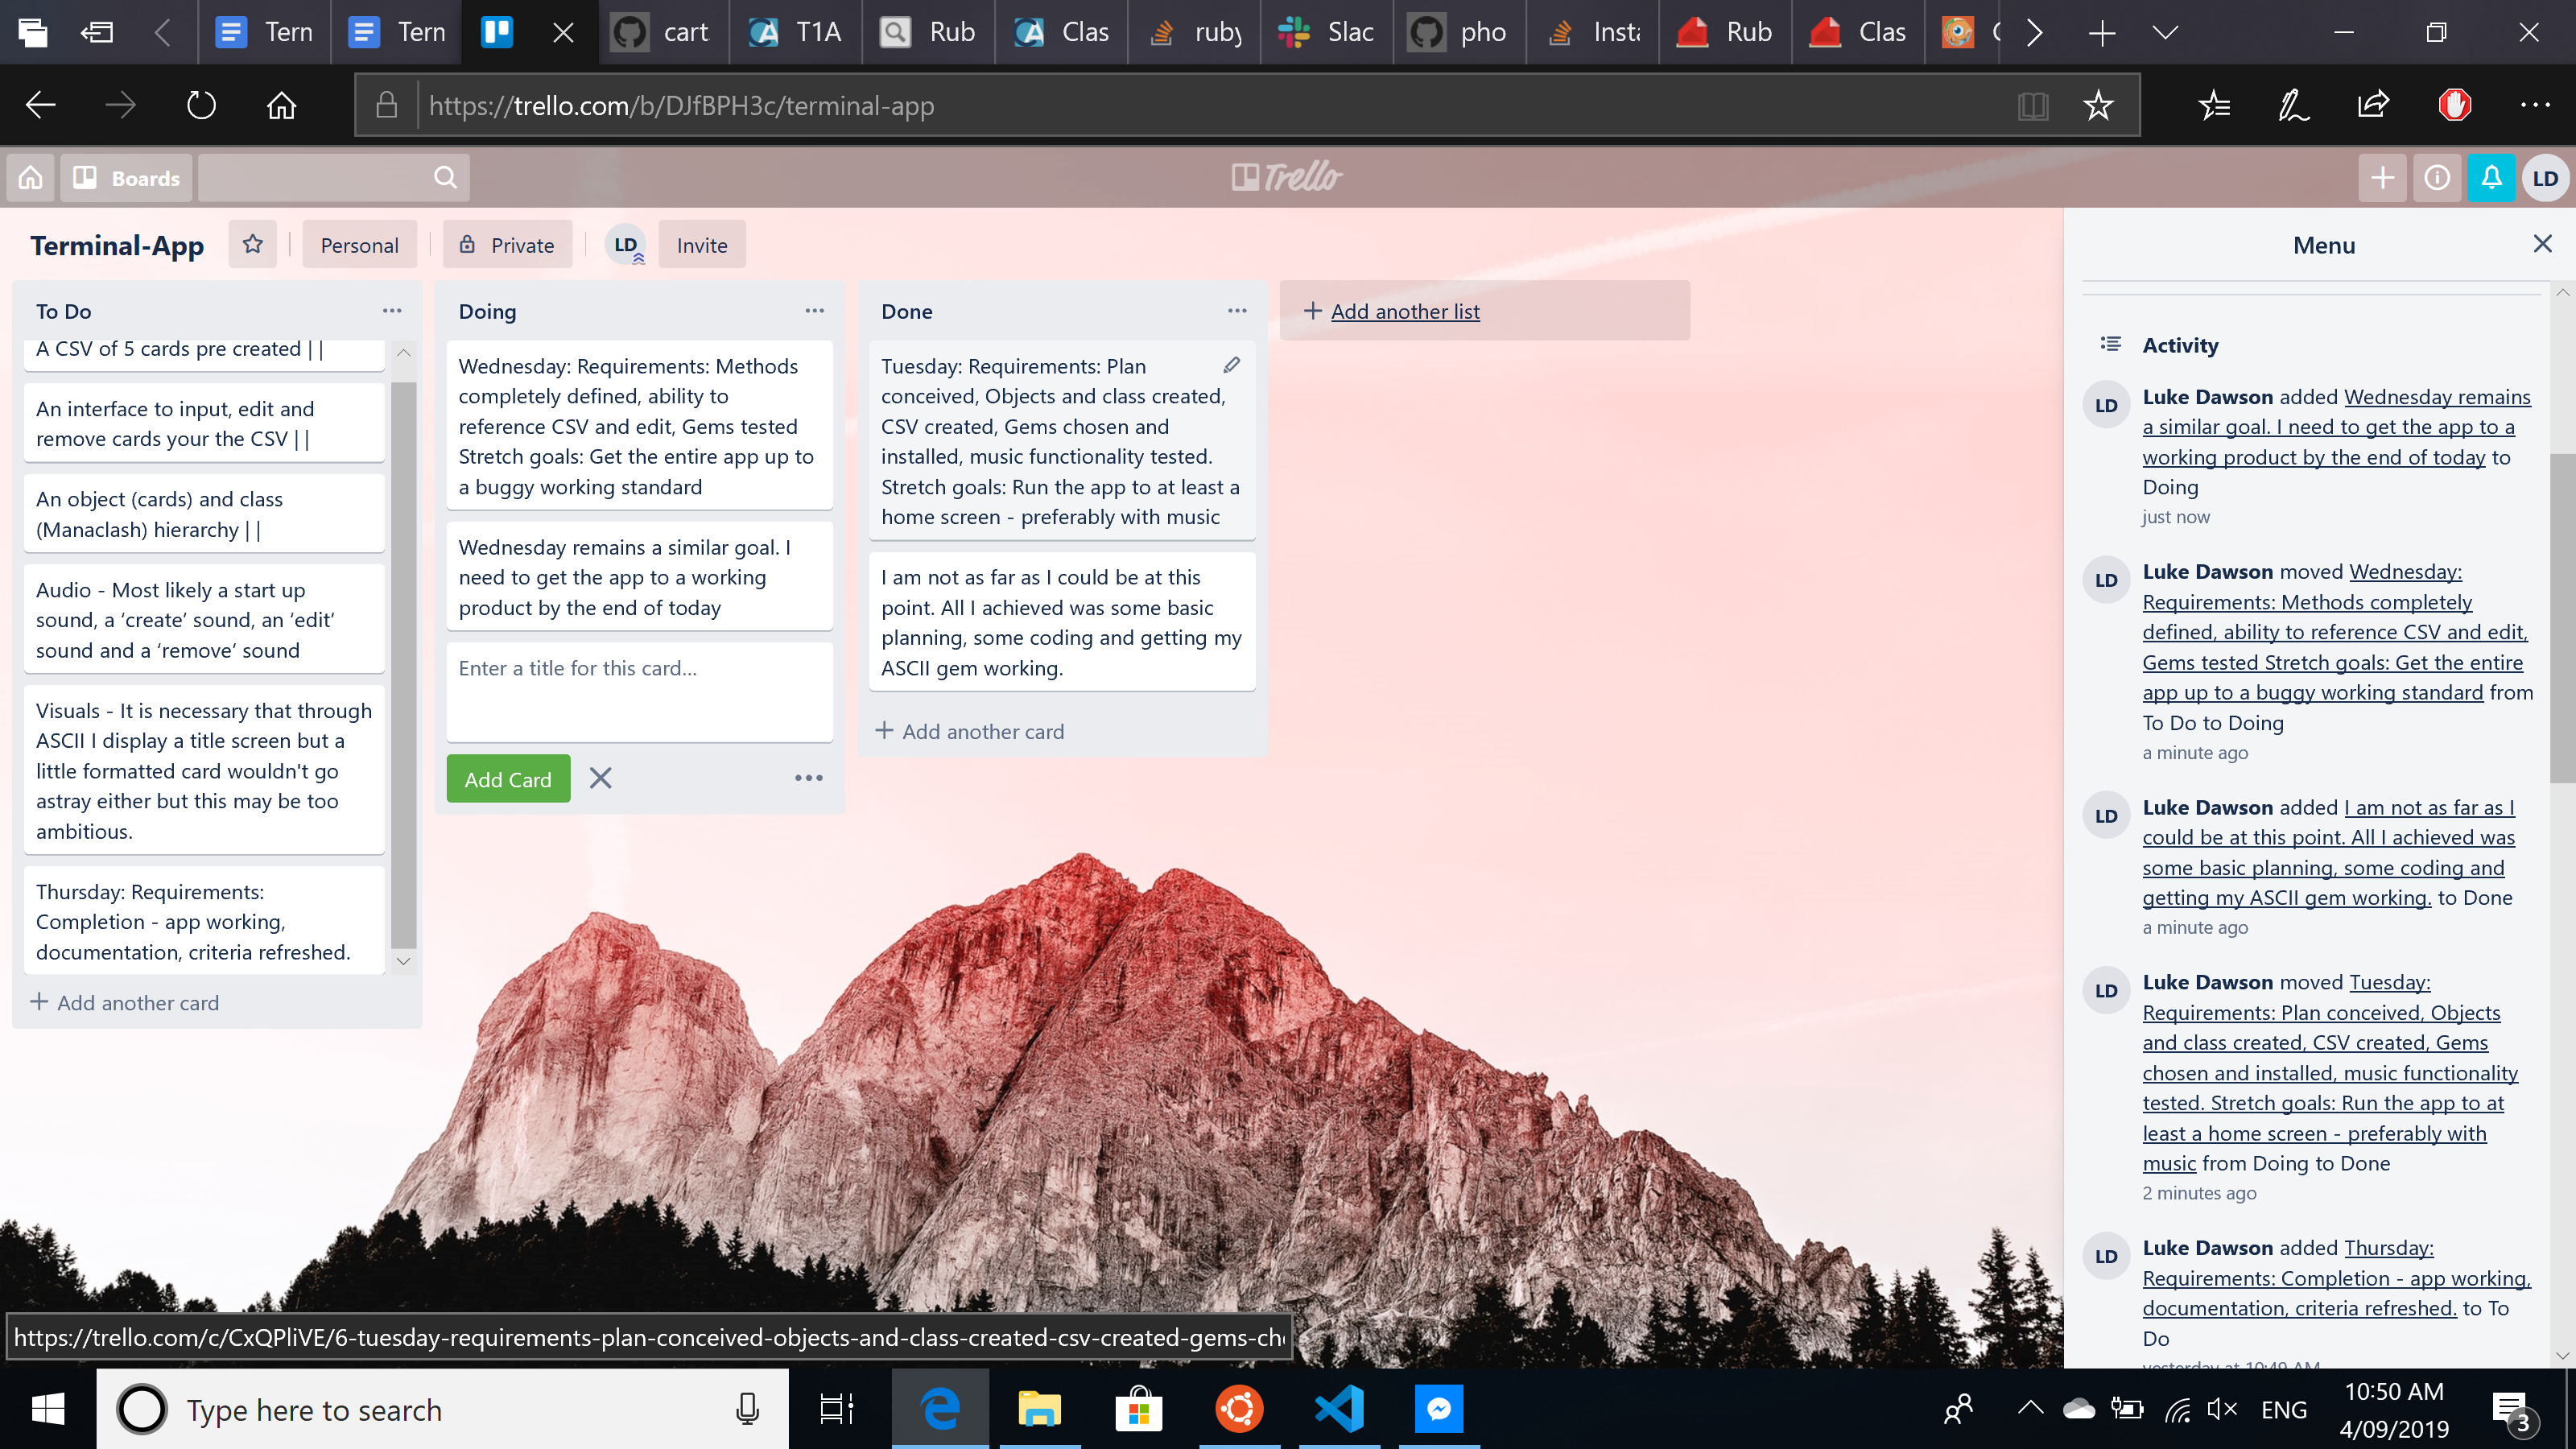 Tern
Tern
cart
T1A
Rub
Clas
ruby
Slac
pho
Insta
Rub
Clas
https://trello.com/b/DJfBPH3c/terminal-app
Boards
Trello
LD
Terminal-App
Personal
Private
LD
Invite
To Do
A CSV of 5 cards pre created ||
An interface to input, edit and
remove cards your the CSV ||
An object (cards) and class
(Manaclash) hierarchy ||
Audio - Most likely a start up
sound, a ‘create’ sound, an ‘edit’
sound and a ‘remove’ sound
Visuals - It is necessary that through
ASCII I display a title screen but a
little formatted card wouldn't go
astray either but this may be too
ambitious.
Thursday: Requirements:
Completion - app working,
documentation, criteria refreshed.
Add another card
Doing
Wednesday: Requirements: Methods
completely defined, ability to
reference CSV and edit, Gems tested
Stretch goals: Get the entire app up to
a buggy working standard
Wednesday remains a similar goal. I
need to get the app to a working
product by the end of today
Enter a title for this card...
Add Card
Done
Tuesday: Requirements: Plan
conceived, Objects and class created,
CSV created, Gems chosen and
installed, music functionality tested.
Stretch goals: Run the app to at least a
home screen - preferably with music
I am not as far as I could be at this
point. All I achieved was some basic
planning, some coding and getting my
ASCII gem working.
Add another card
Add another list
Menu
Activity
LD
Luke Dawson added Wednesday remains
a similar goal. I need to get the app to a
working product by the end of today to
Doing
just now
LD
Luke Dawson moved Wednesday:
Requirements: Methods completely
defined, ability to reference CSV and edit,
Gems tested Stretch goals: Get the entire
app up to a buggy working standard from
To Do to Doing
a minute ago
LD
Luke Dawson added I am not as far as I
could be at this point. All I achieved was
some basic planning, some coding and
getting my ASCII gem working. to Done
a minute ago
LD
Luke Dawson moved Tuesday:
Requirements: Plan conceived, Objects
and class created, CSV created, Gems
chosen and installed, music functionality
tested. Stretch goals: Run the app to at
least a home screen - preferably with
music from Doing to Done
2 minutes ago
LD
Luke Dawson added Thursday:
Requirements: Completion - app working,
documentation, criteria refreshed. to To
Do
yesterday at 10:49 AM
https://trello.com/c/CxQPliVE/6-tuesday-requirements-plan-conceived-objects-and-class-created-csv-created-gems-ch
Type here to search
ENG
10:50 AM
4/09/2019
3